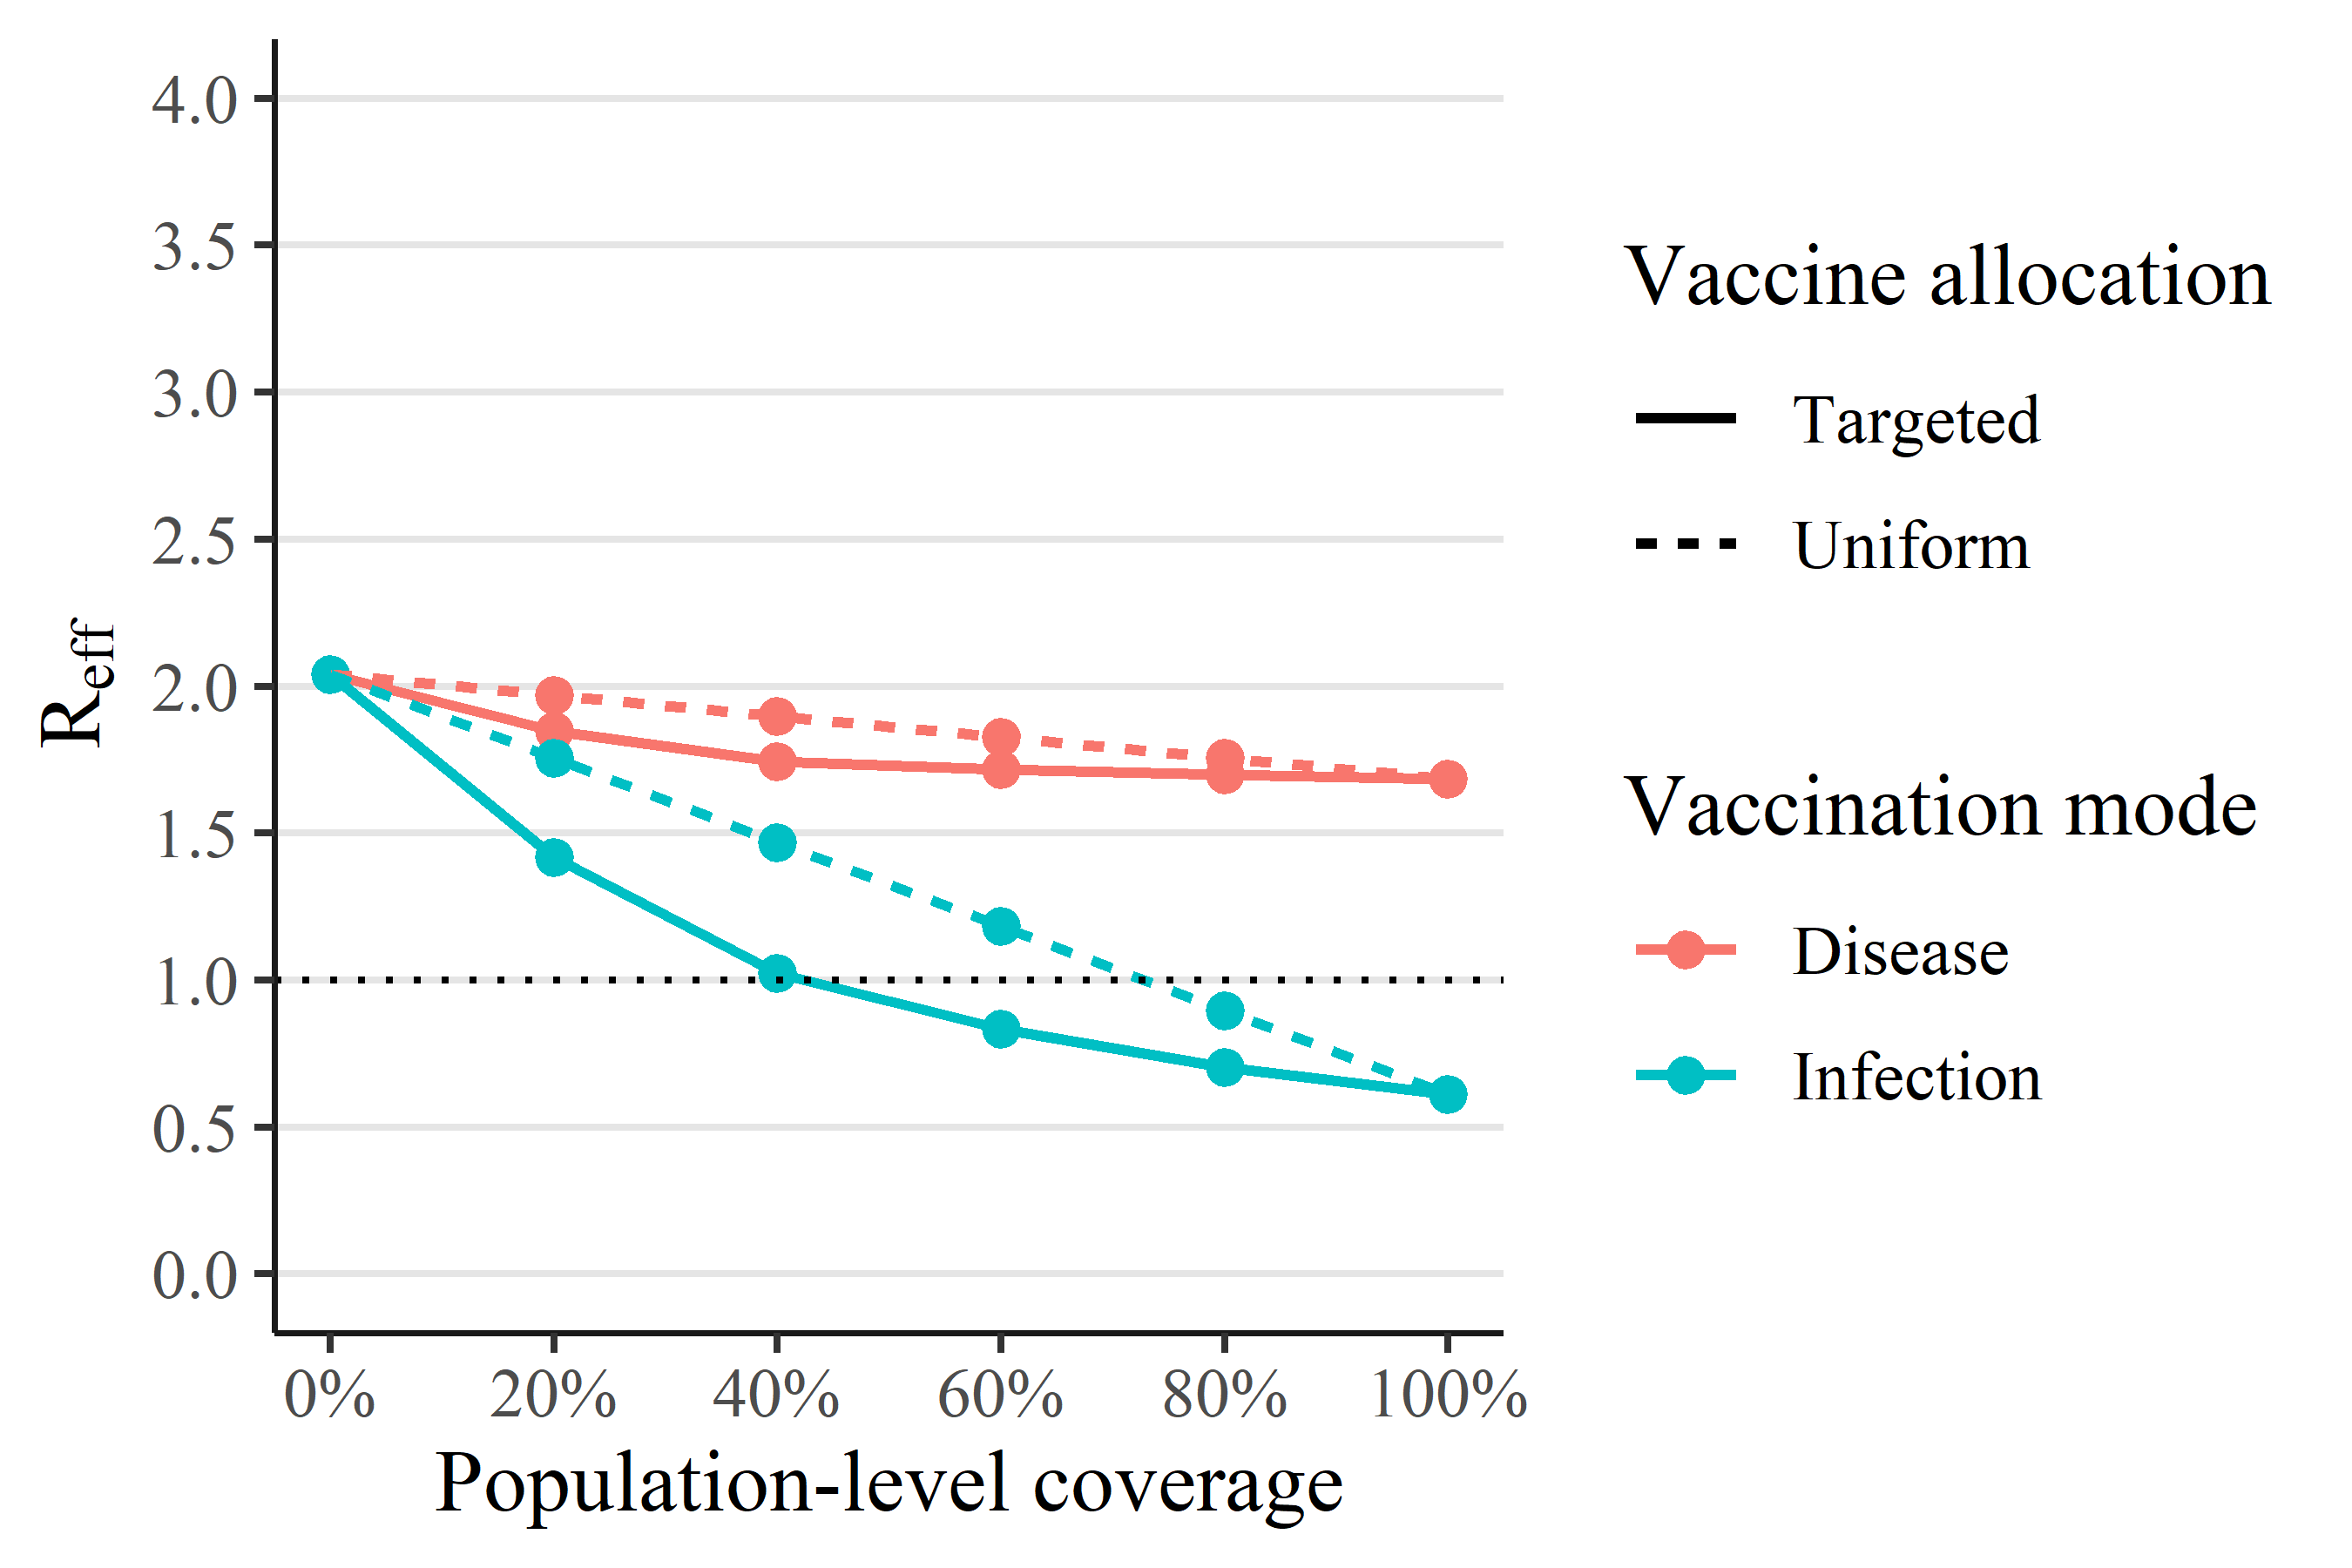 4.0
3.5
3.0
2.5
2.0
1.5
1.0
0.5
0.0
Reff
0%
20%
40%
60%
80%
100%
Population-level coverage
Vaccine allocation
Targeted
Uniform
Vaccination mode
Disease
Infection